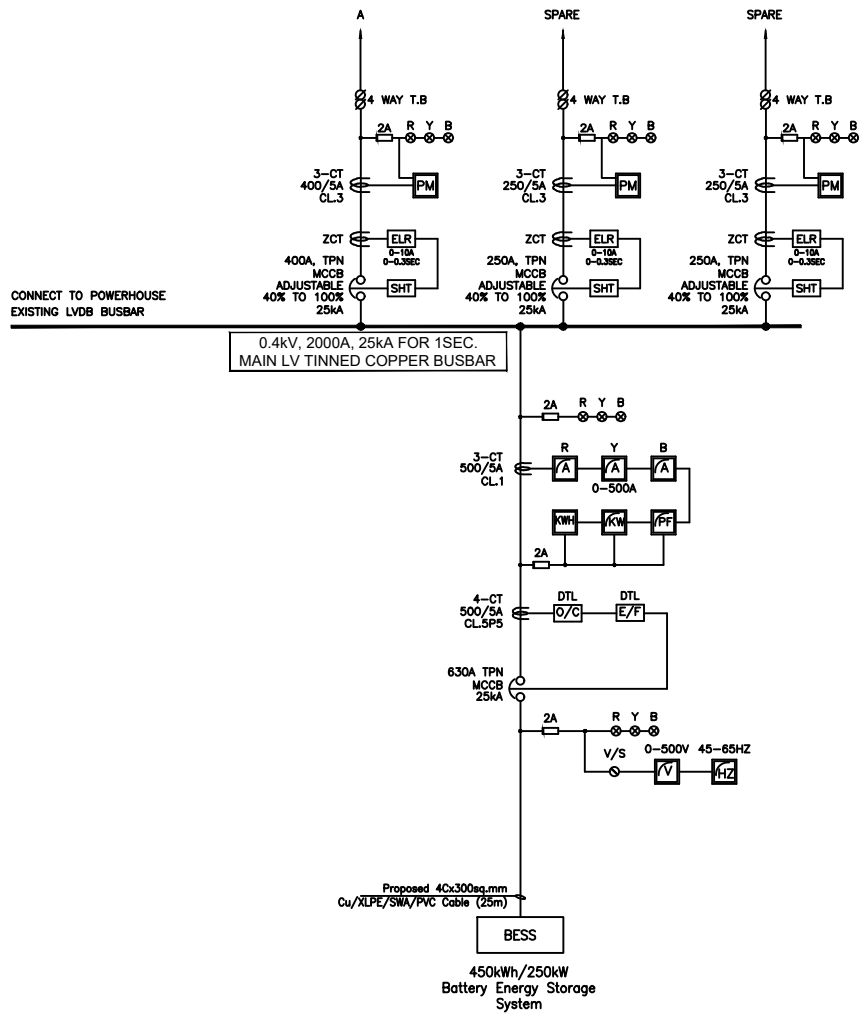 A
SPARE
SPARE
4 WAY T.B
4 WAY T.B
4 WAY T.B
2A R Y B
2A R Y B
2A R Y B
3-CT
400/5A
CL.3
PM
3-CT
250/5A
CL.3
PM
3-CT
250/5A
CL.3
PM
ZCT
ELR
0-10A
0-0.3SEC
ZCT
ELR
0-10A
0-0.3SEC
ZCT
ELR
0-10A
0-0.3SEC
400A, TPN
MCCB
ADJUSTABLE
40% TO 100%
25kA
SHT
250A, TPN
MCCB
ADJUSTABLE
40% TO 100%
25kA
SHT
250A, TPN
MCCB
ADJUSTABLE
40% TO 100%
25kA
SHT
CONNECT TO POWERHOUSE
EXISTING LVDB BUSBAR
0.4kV, 2000A, 25kA FOR 1SEC.
MAIN LV TINNED COPPER BUSBAR
2A R Y B
3-CT
500/5A
CL.1
R Y B
A A A
0-500A
KWH KW PF
2A
4-CT
500/5A
CL.5P5
DTL DTL
O/C E/F
630A TPN
MCCB
25kA
2A R Y B
V/S 0-500V 45-65HZ
V HZ
Proposed 4Cx300sq.mm
Cu/XLPE/SWA/PVC Cable (25m)
BESS
450kWh/250kW
Battery Energy Storage
System